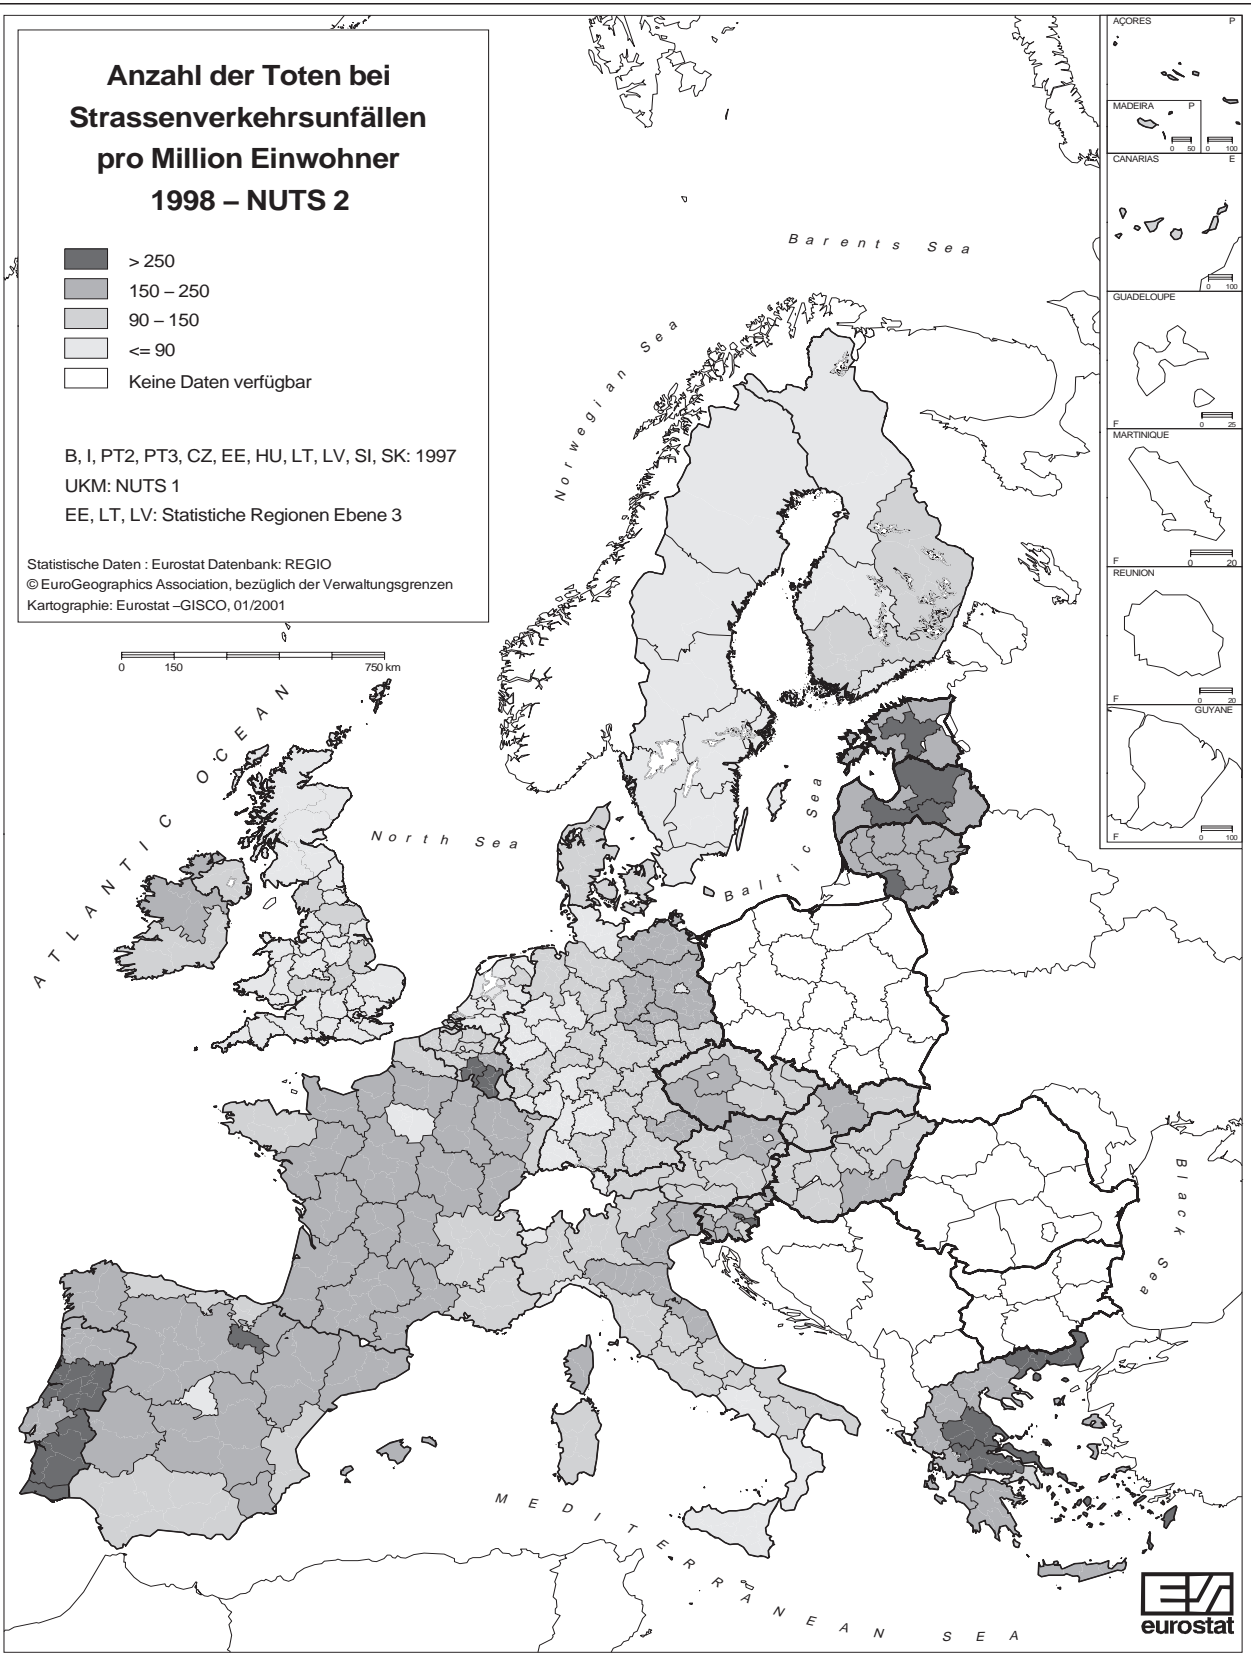 Anzahl der Toten bei
Strassenverkehrsunfällen
pro Million Einwohner
1998 – NUTS 2
> 250
150 – 250
90 – 150
<= 90
Keine Daten verfügbar
B, I, PT2, PT3, CZ, EE, HU, LT, LV, SI, SK: 1997
UKM: NUTS 1
EE, LT, LV: Statistiche Regionen Ebene 3
Statistische Daten : Eurostat Datenbank: REGIO
© EuroGeographics Association, bezüglich der Verwaltungsgrenzen
Kartographie: Eurostat –GISCO, 01/2001
0 150 750 km
AÇORES P
MADEIRA P
0 50 0 100
CANARIAS E
0 100
GUADELOUPE
F 0 25
MARTINIQUE
F 0 20
REUNION
F 0 20
GUYANE
F 0 100
Barents Sea
Norwegian Sea
ATLANTIC OCEAN
North Sea
Baltic Sea
Black Sea
MEDITERRANEAN SEA
eurostat